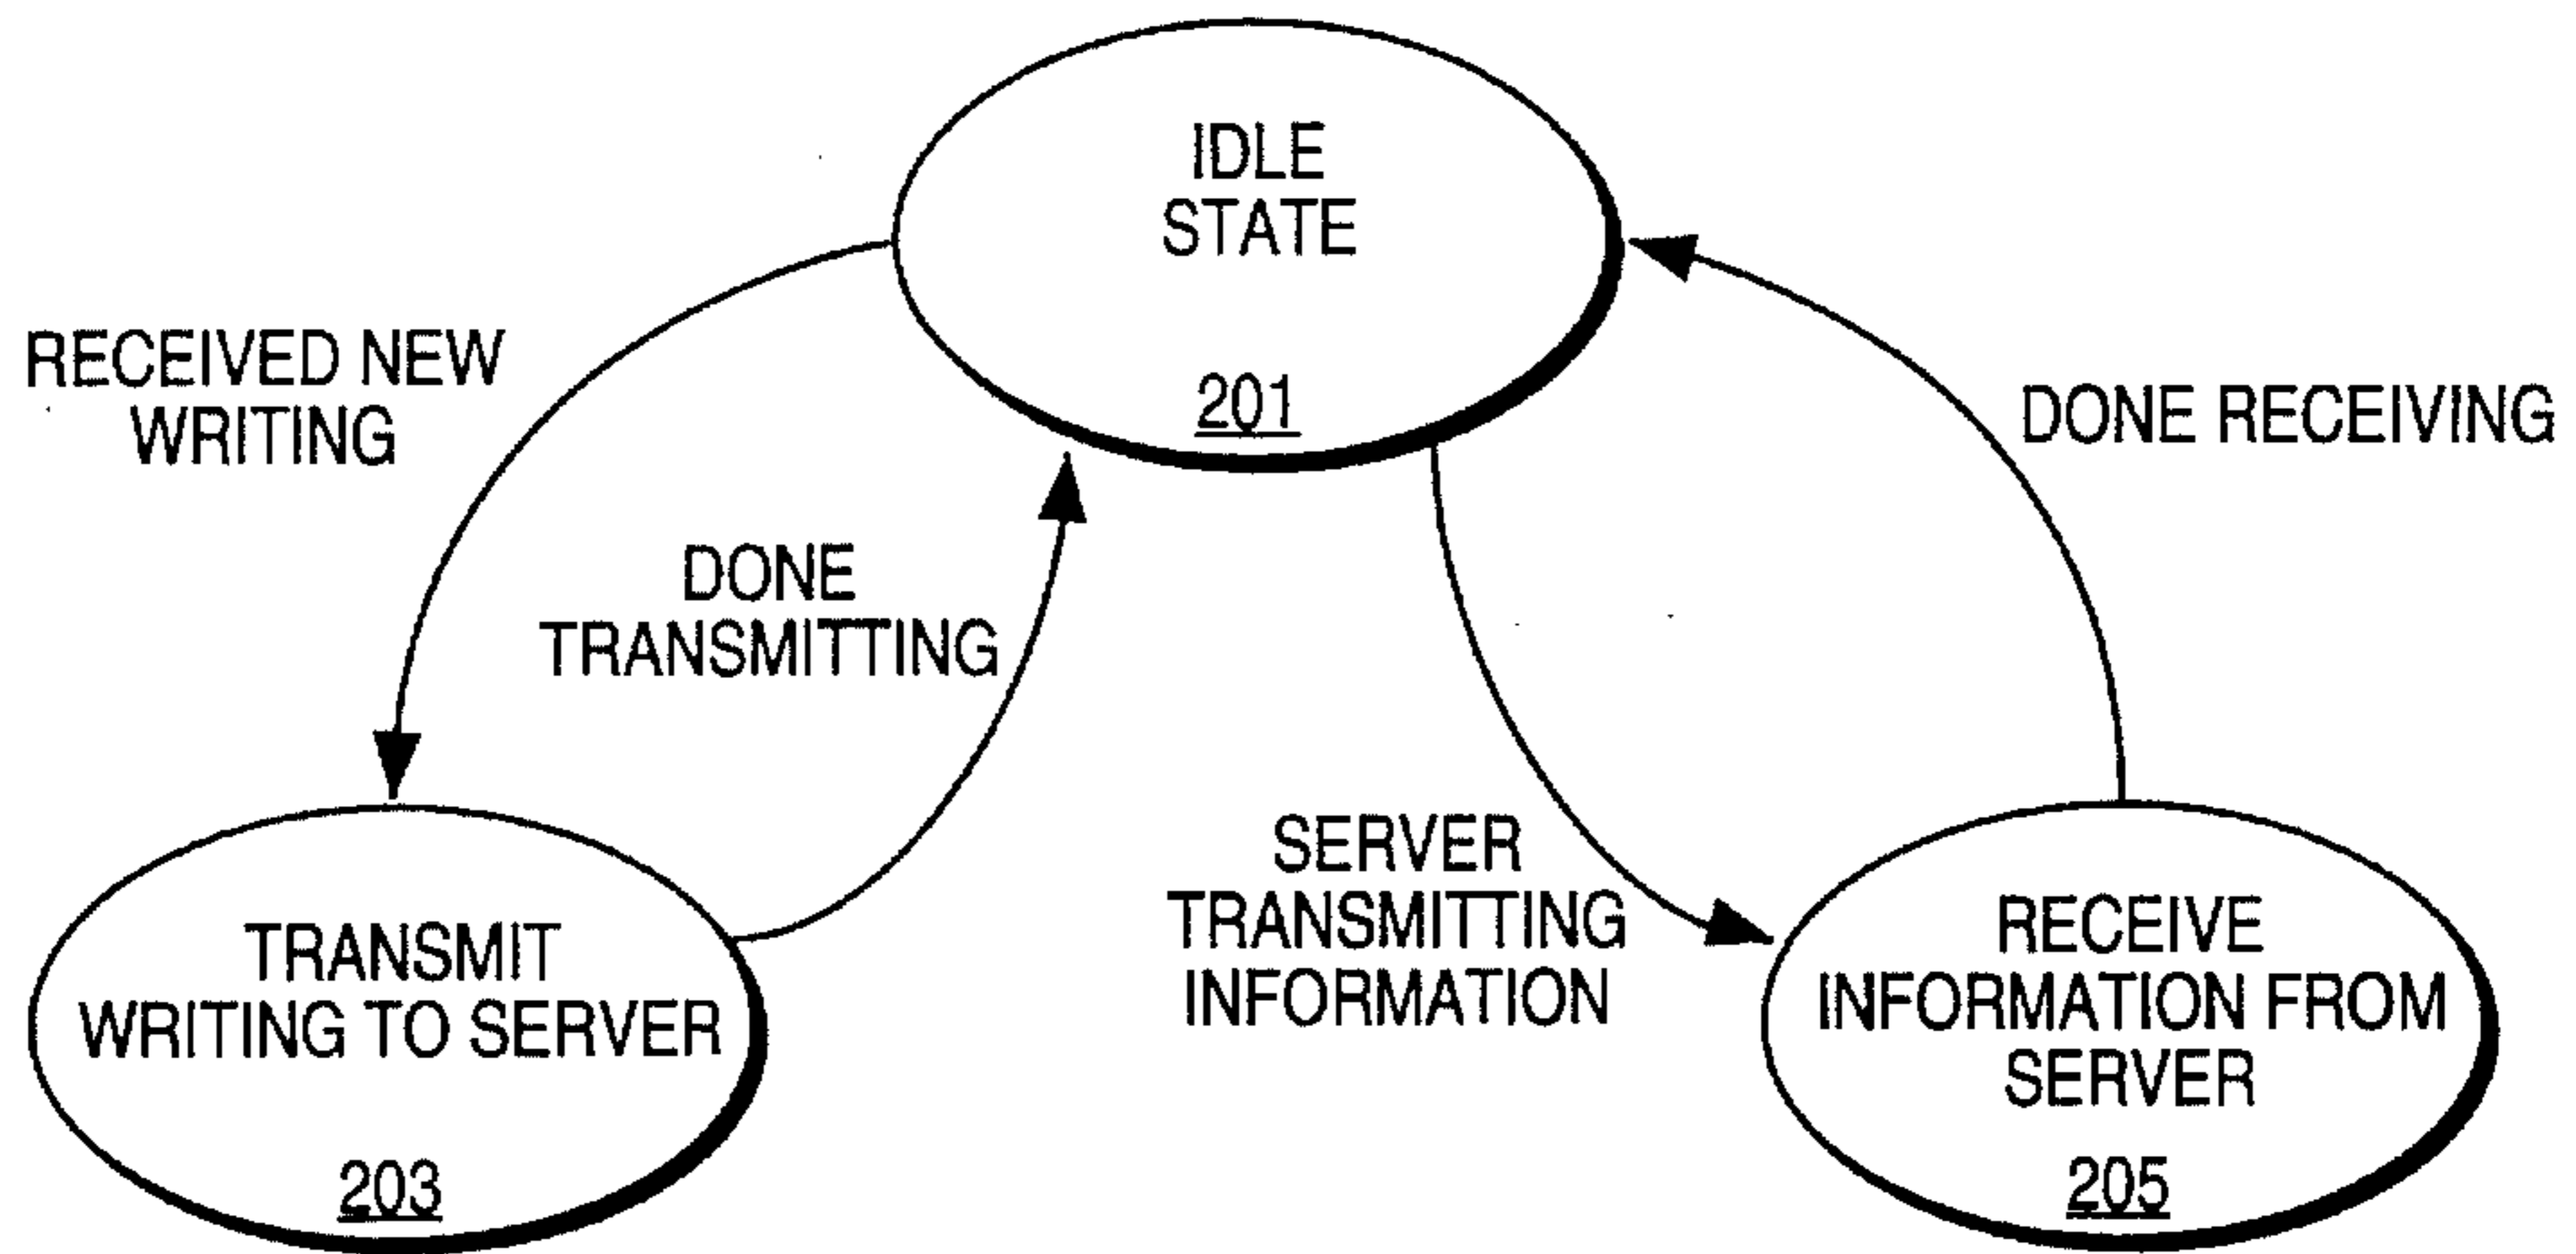 IDLE
STATE
201
RECEIVED NEW
WRITING
DONE RECEIVING
DONE
TRANSMITTING
SERVER
TRANSMITTING
INFORMATION
TRANSMIT
WRITING TO SERVER
203
RECEIVE
INFORMATION FROM
SERVER
205